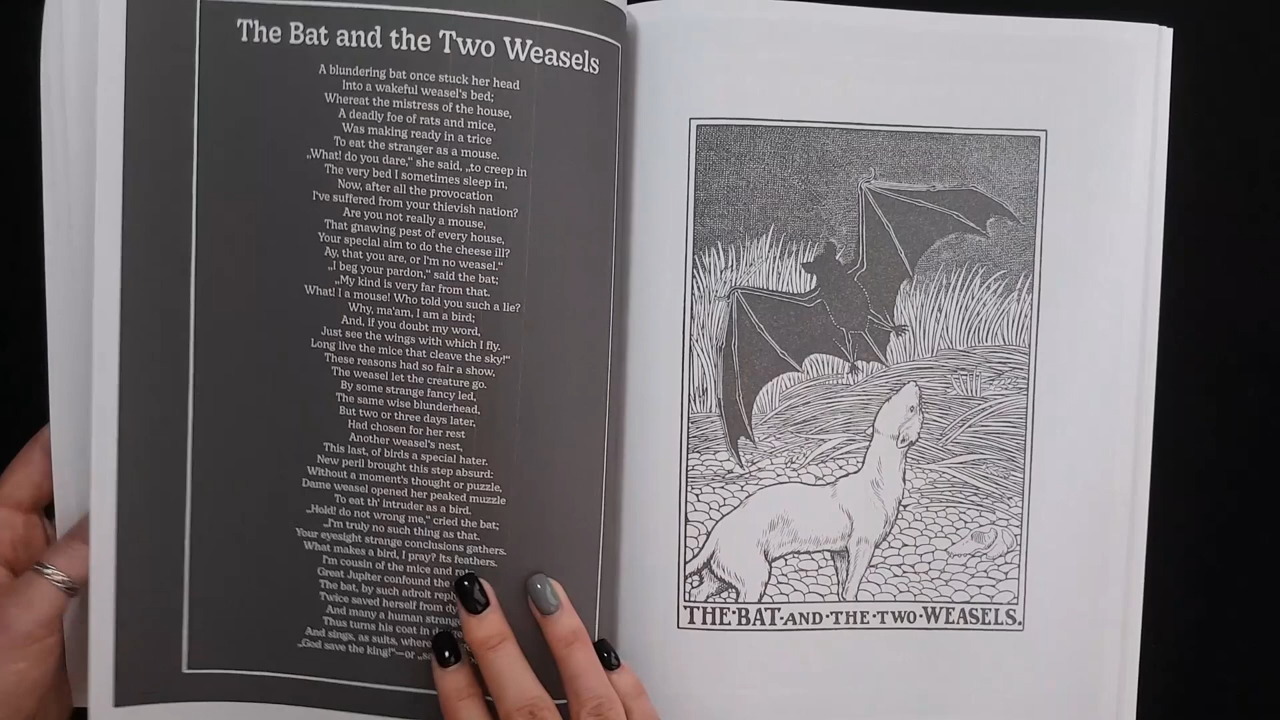 The Bat and the Two Weasels
A blundering bat once stuck her head
Into a wakeful weasel's bed;
Whereat the mistress of the house,
A deadly foe of rats and mice,
Was making ready in a trice
To eat the stranger as a mouse.
„What! do you dare,“ she said, „to creep in
The very bed I sometimes sleep in,
Now, after all the provocation
I've suffered from your thievish nation?
Are you not really a mouse,
That gnawing pest of every house,
Your special aim to do the cheese ill?
Ay, that you are, or I'm no weasel.“
„I beg your pardon,“ said the bat;
„My kind is very far from that.
What! I a mouse! Who told you such a lie?
Why, ma'am, I am a bird;
And, if you doubt my word,
Just see the wings with which I fly.
Long live the mice that cleave the sky!“
These reasons had so fair a show,
The weasel let the creature go.
By some strange fancy led,
The same wise blunderhead,
But two or three days later,
Had chosen for her rest
Another weasel's nest,
This last, of birds a special hater.
New peril brought this step absurd:
Without a moment's thought or puzzle,
Dame weasel opened her peaked muzzle
To eat th' intruder as a bird.
„Hold! do not wrong me,“ cried the bat;
„I'm truly no such thing as that.
Your eyesight strange conclusions gathers.
What makes a bird, I pray? Its feathers.
I'm cousin of the mice and
Great Jupiter confound the
The bat, by such adroit
Twice saved herself from
And many a human
Thus turns his coat in
And sings, as suits,
„God save the king!“—or
THE·BAT·AND·THE·TWO·WEASELS.